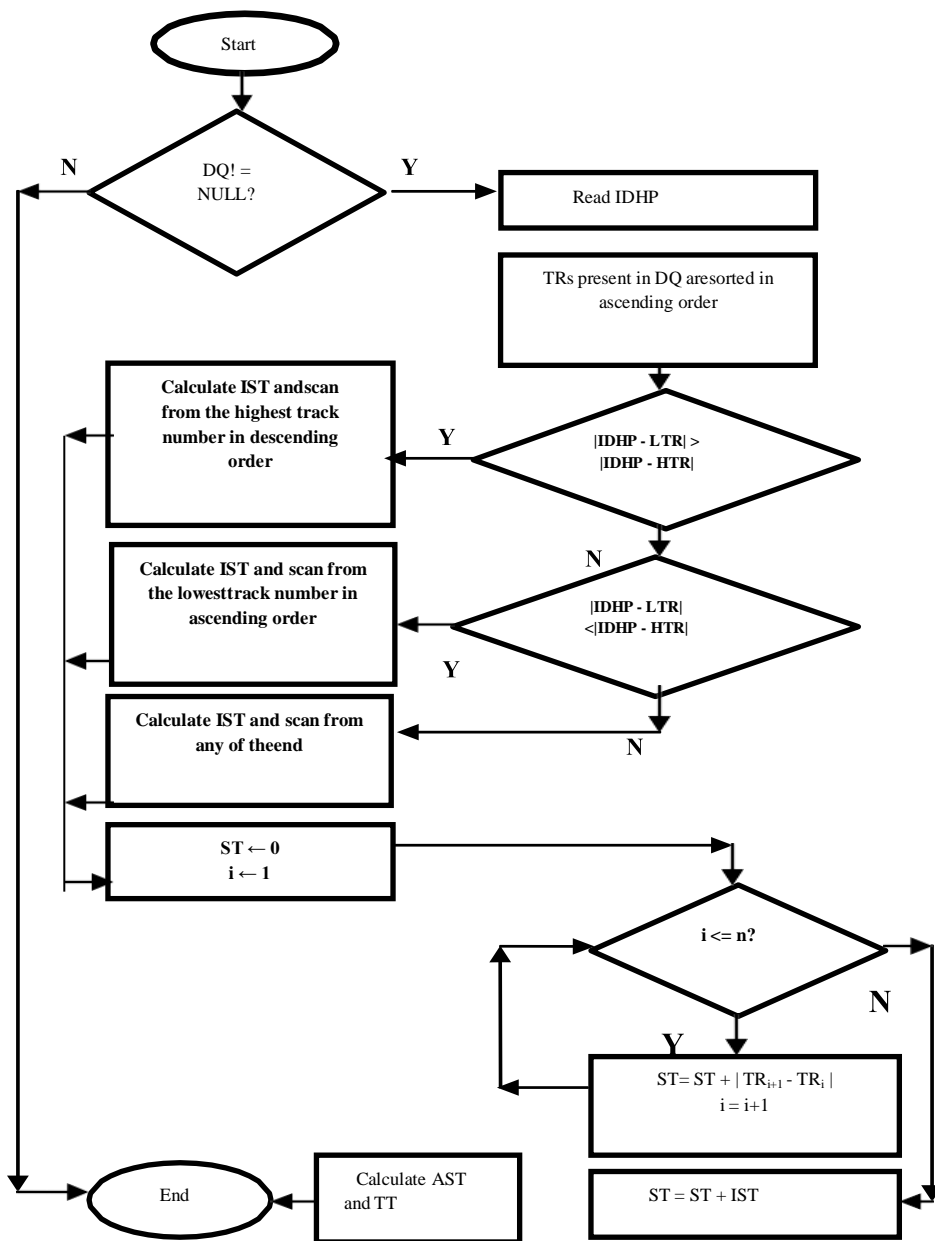 Start
N
DQ! =
NULL?
Y
Read IDHP
TRs present in DQ aresorted in
ascending order
Calculate IST andscan
from the highest track
number in descending
order
Y
|IDHP - LTR| >
|IDHP - HTR|
N
Calculate IST and scan from
the lowesttrack number in
ascending order
|IDHP - LTR|
<|IDHP - HTR|
Y
Calculate IST and scan from
any of theend
N
ST ← 0
i ← 1
i <= n?
N
Y
ST= ST + | TRi+1 - TRi |
i = i+1
End
Calculate AST
and TT
ST = ST + IST